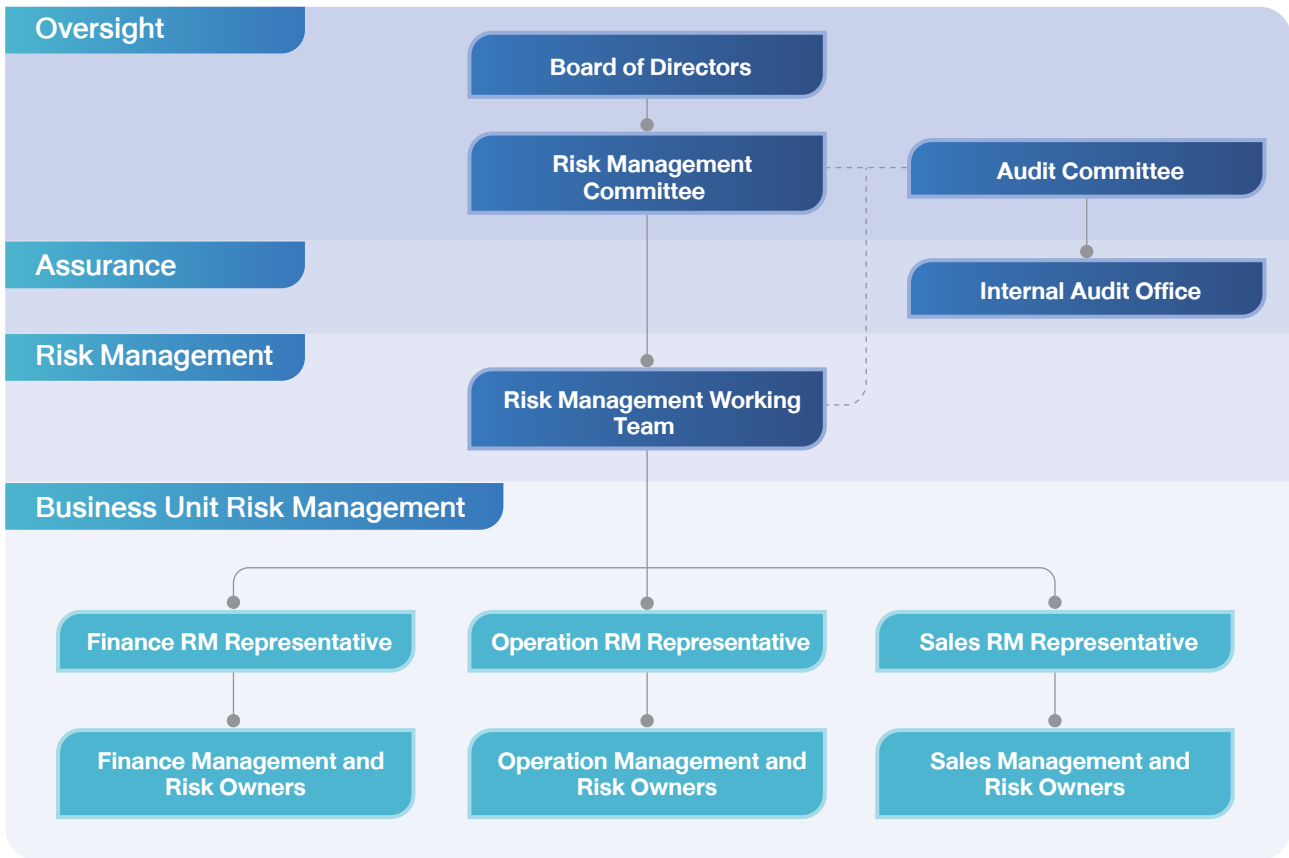 Oversight
Board of Directors
Risk Management
Committee
Audit Committee
Assurance
Internal Audit Office
Risk Management
Risk Management Working
Team
Business Unit Risk Management
Finance RM Representative
Operation RM Representative
Sales RM Representative
Finance Management and
Risk Owners
Operation Management and
Risk Owners
Sales Management and
Risk Owners